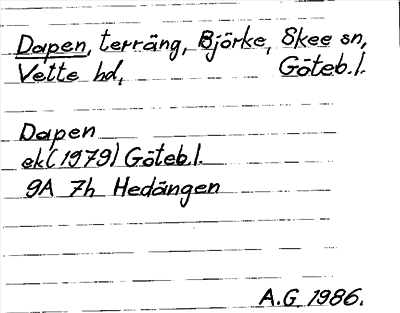 Dapen, terräng, Björke, Skee sn,
Vette hd, Göteb.l.
Dapen
ek(1979) Göteb.l.
9A 7h Hedängen
A.G. 1986.